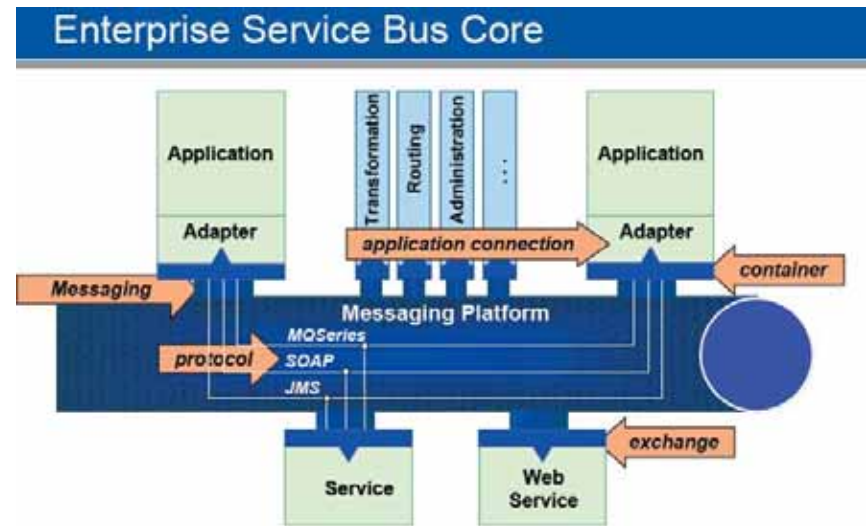 Enterprise Service Bus Core
Application
Transformation
Routing
Administration
...
Application
Adapter
application connection
Adapter
Messaging
container
Messaging Platform
MQSeries
protocol
SOAP
JMS
exchange
Service
Web
Service